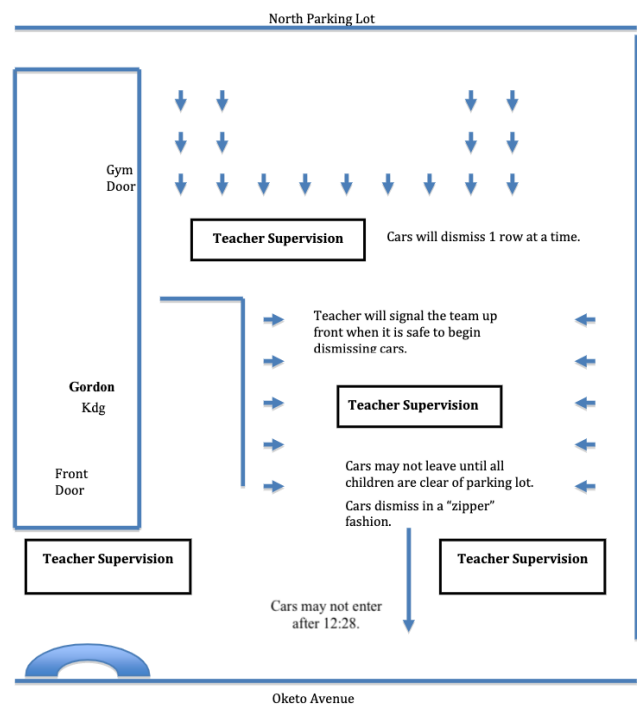 North Parking Lot
Gym
Door
Teacher Supervision
Cars will dismiss 1 row at a time.
Teacher will signal the team up
front when it is safe to begin
dismissing cars.
Gordon
Kdg
Teacher Supervision
Front
Door
Cars may not leave until all
children are clear of parking lot.
Cars dismiss in a “zipper”
fashion.
Teacher Supervision
Teacher Supervision
Cars may not enter
after 12:28.
Oketo Avenue